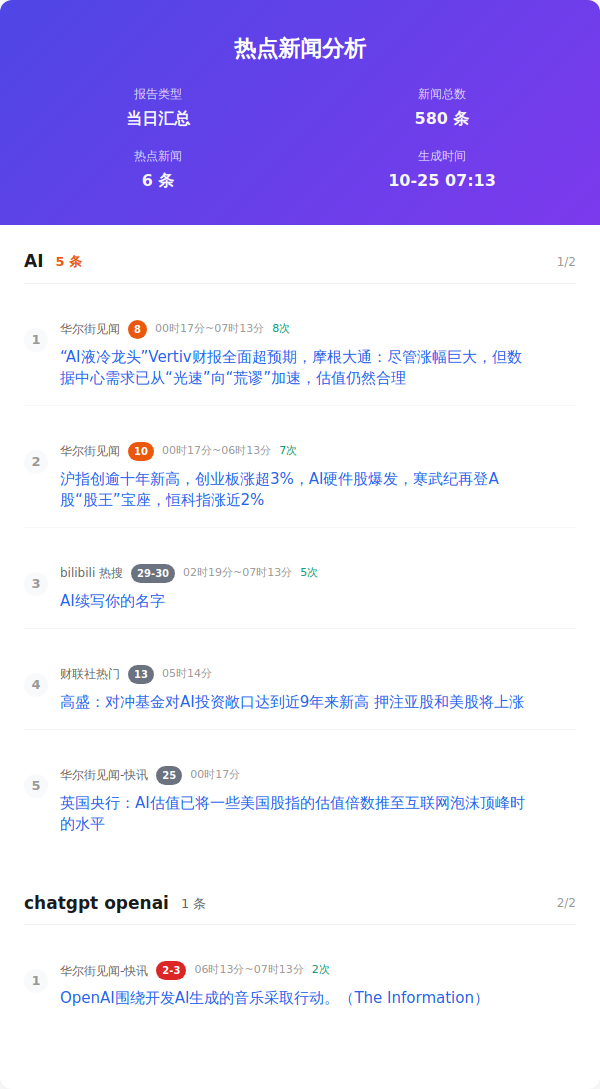 热点新闻分析
报告类型
新闻总数
当日汇总
580 条
热点新闻
生成时间
6 条
10-25 07:13
AI 5 条 1/2
1
华尔街见闻 8 00时17分~07时13分 8次
“AI液冷龙头”Vertiv财报全面超预期，摩根大通：尽管涨幅巨大，但数
据中心需求已从“光速”向“荒谬”加速，估值仍然合理
2
华尔街见闻 10 00时17分~06时13分 7次
沪指创逾十年新高，创业板涨超3%，AI硬件股爆发，寒武纪再登A
股“股王”宝座，恒科指涨近2%
3
bilibili 热搜 29-30 02时19分~07时13分 5次
AI续写你的名字
4
财联社热门 13 05时14分
高盛：对冲基金对AI投资敞口达到近9年来新高 押注亚股和美股将上涨
5
华尔街见闻-快讯 25 00时17分
英国央行：AI估值已将一些美国股指的估值倍数推至互联网泡沫顶峰时
的水平
chatgpt openai 1 条 2/2
1
华尔街见闻-快讯 2-3 06时13分~07时13分 2次
OpenAI围绕开发AI生成的音乐采取行动。（The Information）